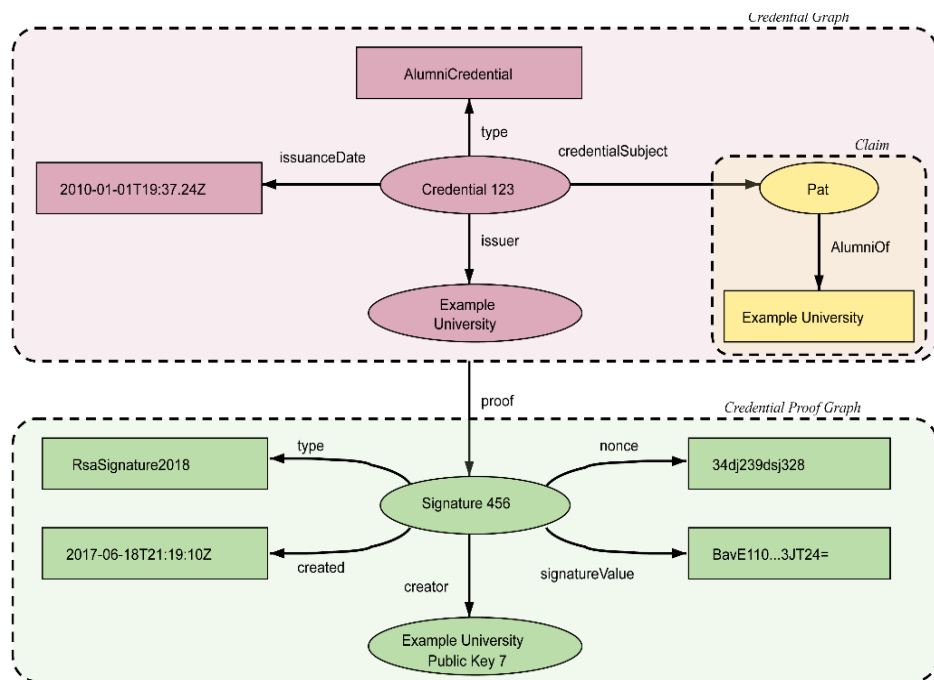 Credential Graph
AlumniCredential
type
issuanceDate
credentialSubject
Claim
2010-01-01T19:37.24Z
Credential 123
Pat
issuer
AlumniOf
Example
University
Example University
proof
Credential Proof Graph
type
nonce
RsaSignature2018
34dj239dsj328
Signature 456
2017-06-18T21:19:10Z
BavE110...3JT24=
created
signatureValue
creator
Example University
Public Key 7